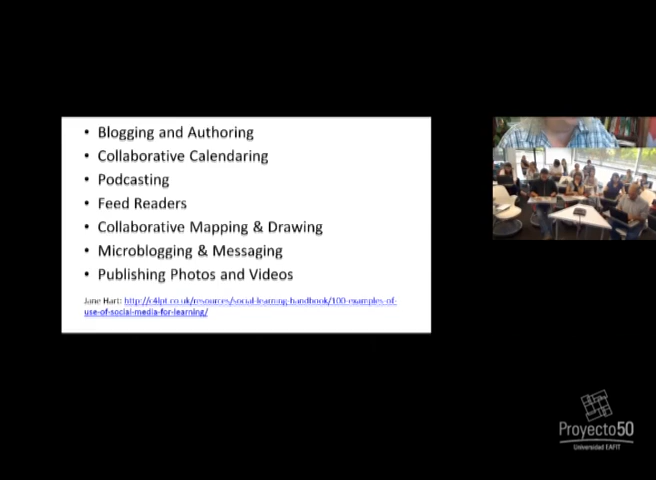 • Blogging and Authoring
• Collaborative Calendaring
• Podcasting
• Feed Readers
• Collaborative Mapping & Drawing
• Microblogging & Messaging
• Publishing Photos and Videos
Jane Hart: http://c4lpt.co.uk/resources/social-learning-handbook/100-examples-of-
use-of-social-media-for-learning/
Proyecto50
Universidad EAFIT